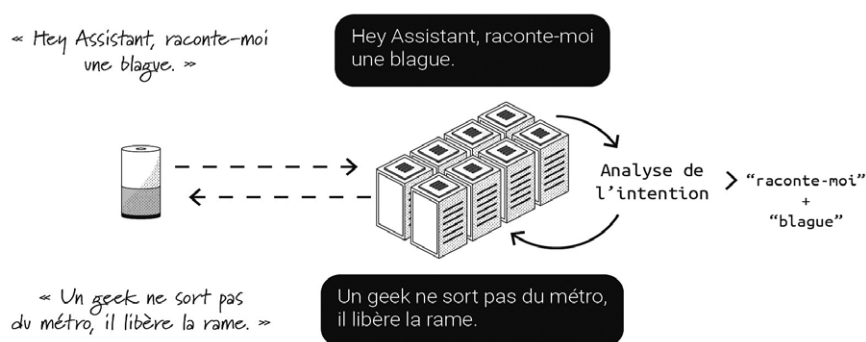 « Hey Assistant, raconte-moi
une blague. »
Hey Assistant, raconte-moi
une blague.
Analyse de
l'intention
>
“raconte-moi”
+
“blague”
« Un geek ne sort pas
du métro, il libère la rame. »
Un geek ne sort pas du métro,
il libère la rame.